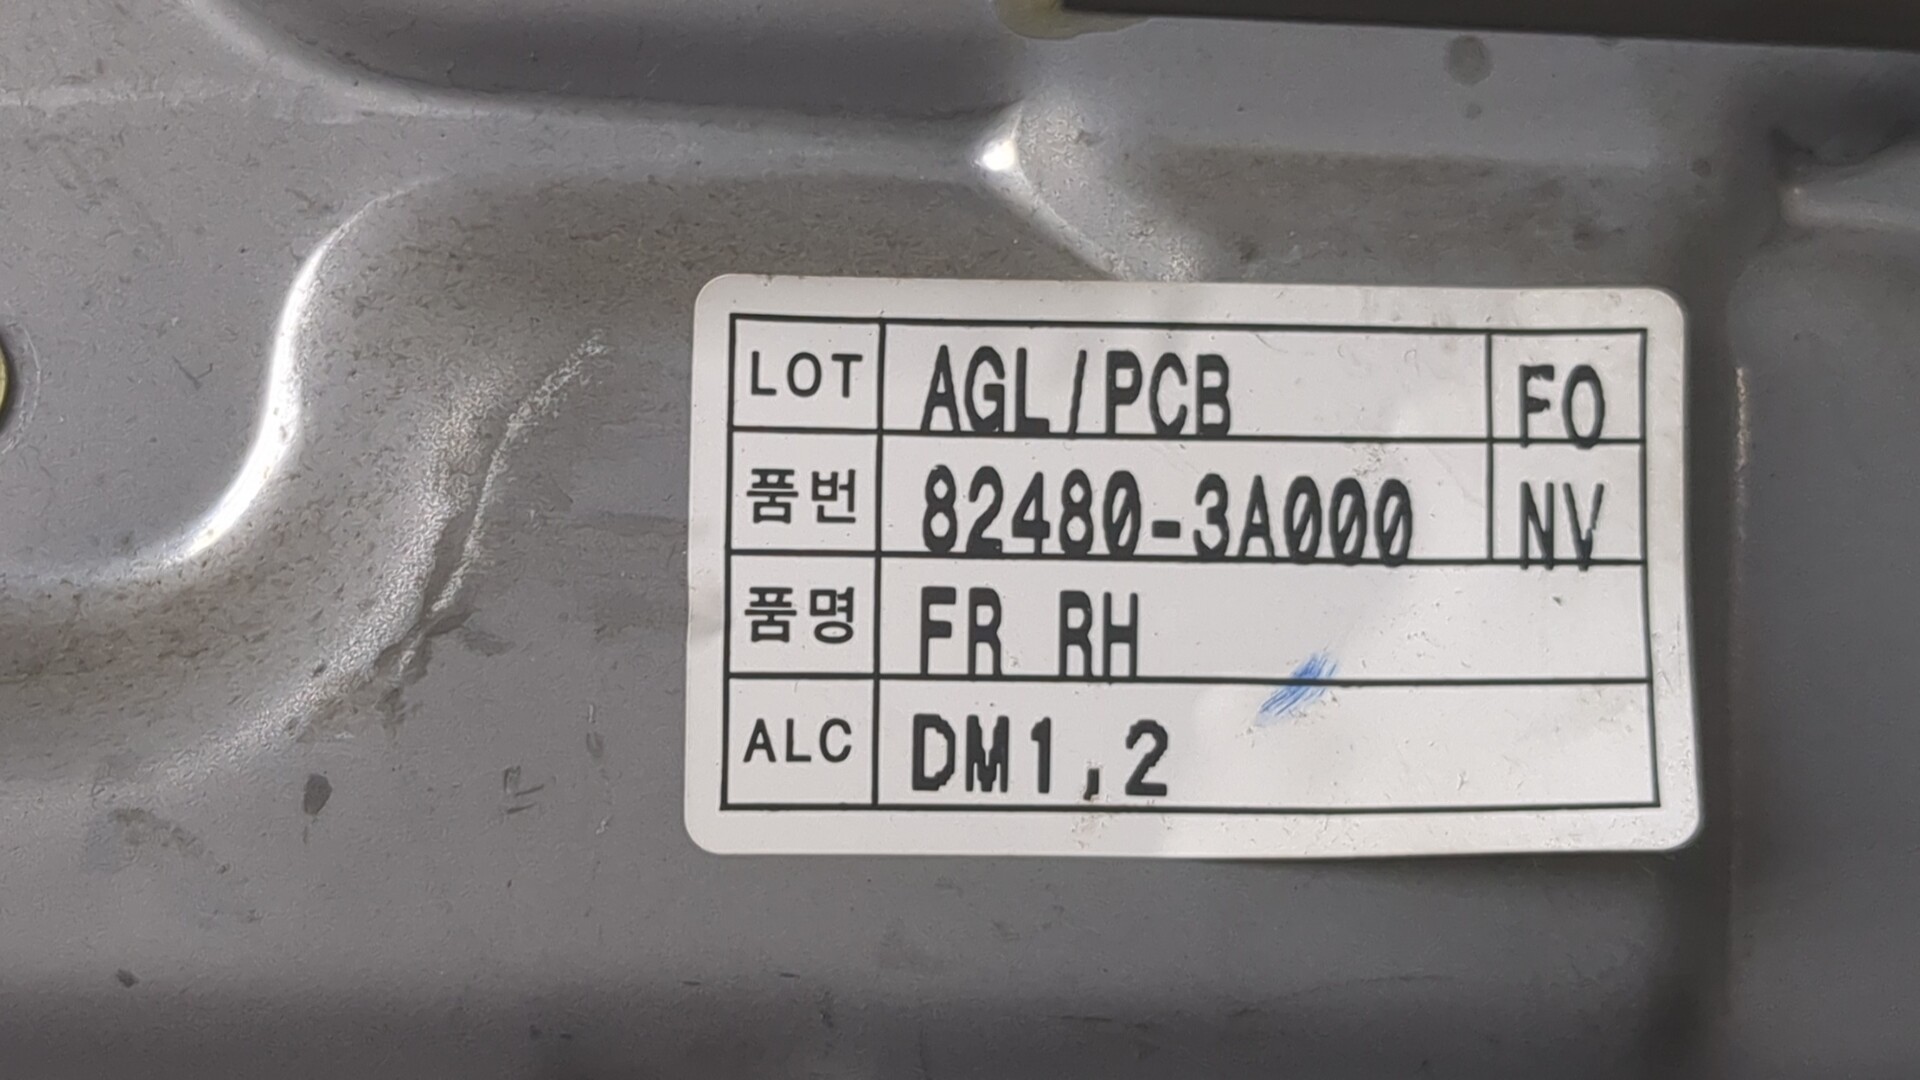 LOT AGL/PCB FO
품번 82480-3A000 NV
품명 FR RH
ALC DM1,2